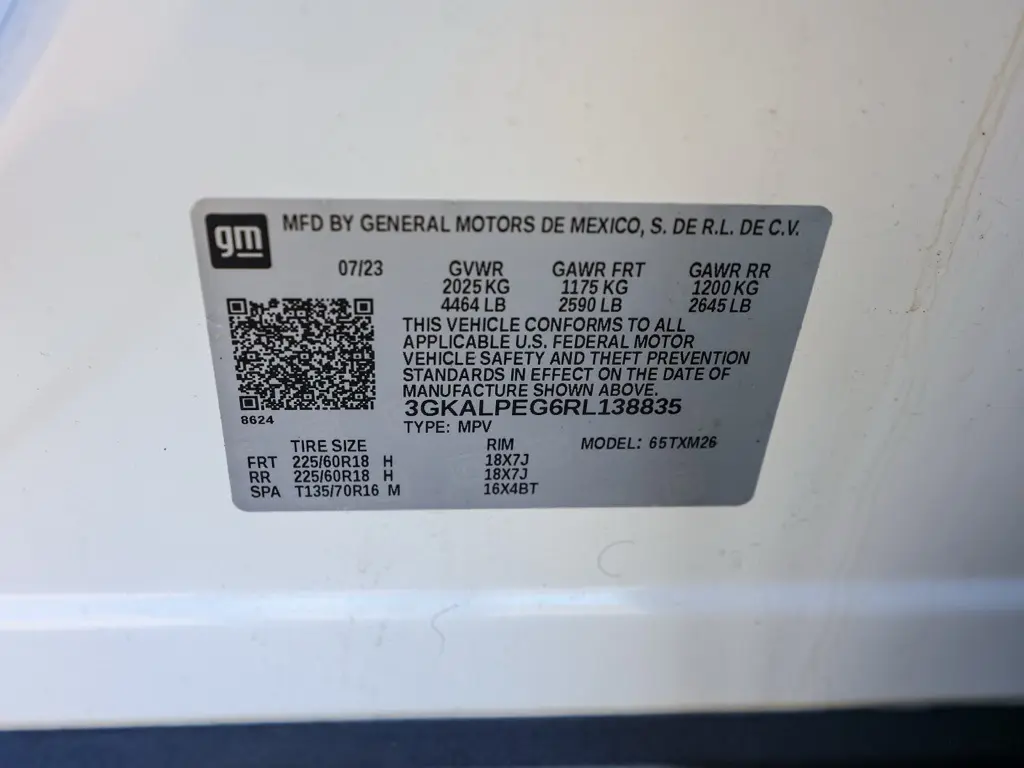 gm MFD BY GENERAL MOTORS DE MEXICO, S. DE R.L. DE C.V.
07/23 GVWR GAWR FRT GAWR RR
2025 KG 1175 KG 1200 KG
4464 LB 2590 LB 2645 LB
THIS VEHICLE CONFORMS TO ALL
APPLICABLE U.S. FEDERAL MOTOR
VEHICLE SAFETY AND THEFT PREVENTION
STANDARDS IN EFFECT ON THE DATE OF
MANUFACTURE SHOWN ABOVE.
3GKALPEG6RL138835
8624
TYPE: MPV
TIRE SIZE RIM MODEL: 65TXM26
FRT 225/60R18 H 18X7J
RR 225/60R18 H 18X7J
SPA T135/70R16 M 16X4BT